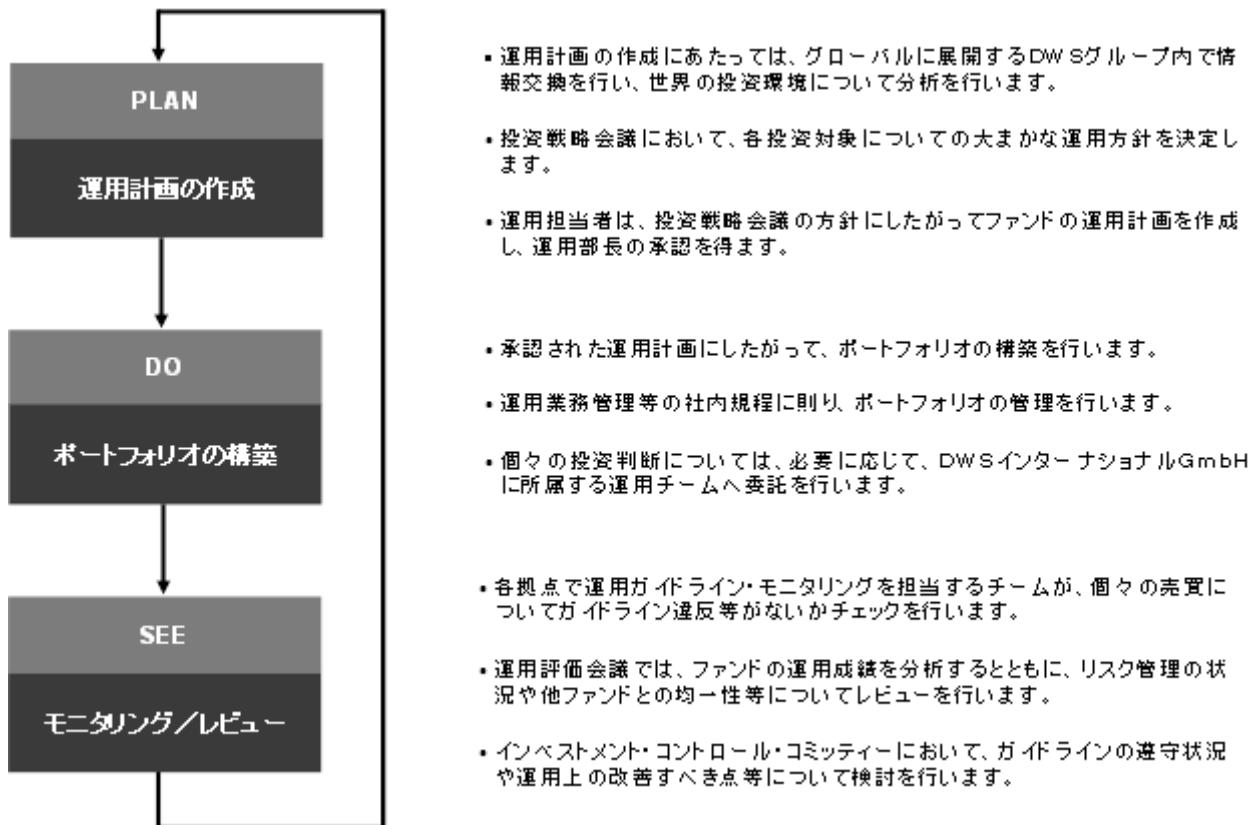 PLAN
運用計画の作成
・運用計画の作成にあたっては、グローバルに展開するDWSグループ内で情
報交換を行い、世界の投資環境について分析を行います。
・投資戦略会議において、各投資対象についての大まかな運用方針を決定し
ます。
・運用担当者は、投資戦略会議の方針にしたがってファンドの運用計画を作成
し、運用部長の承認を得ます。
DO
ポートフォリオの構築
・承認された運用計画にしたがって、ポートフォリオの構築を行います。
・運用業務管理等の社内規程に則り、ポートフォリオの管理を行います。
・個々の投資判断については、必要に応じて、DWSインターナショナルGmbH
に所属する運用チームへ委託を行います。
SEE
モニタリング／レビュー
・各拠点で運用ガイドライン・モニタリングを担当するチームが、個々の売買に
ついてガイドライン違反等がないかチェックを行います。
・運用評価会議では、ファンドの運用成績を分析するとともに、リスク管理の状
況や他ファンドとの均一性等についてレビューを行います。
・インベストメント・コントロール・コミッティーにおいて、ガイドラインの遵守状況
や運用上の改善すべき点等について検討を行います。